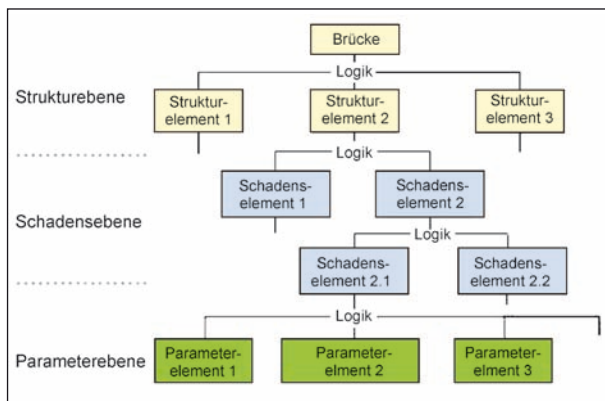 Brücke
Logik
Strukturebene
Struktur-
element 1
Struktur-
element 2
Struktur-
element 3
Logik
Schadens-
element 1
Schadens-
element 2
Schadensebene
Logik
Schadens-
element 2.1
Schadens-
element 2.2
Logik
Parameterebene
Parameter-
element 1
Parameter-
elment 2
Parameter-
elment 3